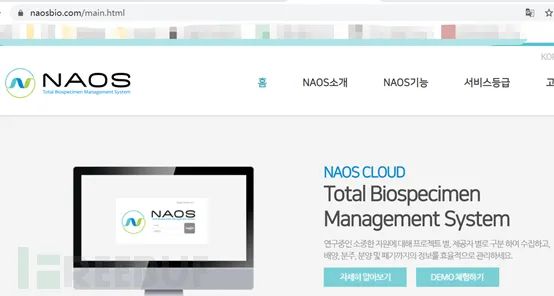 naosbio.com/main.html
KOR
NAOS
Total Biospecimen Management System
홈 NAOS소개 NAOS기능 서비스등급 고
NAOS CLOUD
Total Biospecimen
Management System
연구중인 소중한 자원에 대해 프로젝트 별, 제공자 별로 구분 하여 수집하고,
배양, 분주, 분양 및 폐기까지의 정보를 효율적으로 관리하세요.
자세히 알아보기 DEMO 체험하기
NAOS
REEBUF